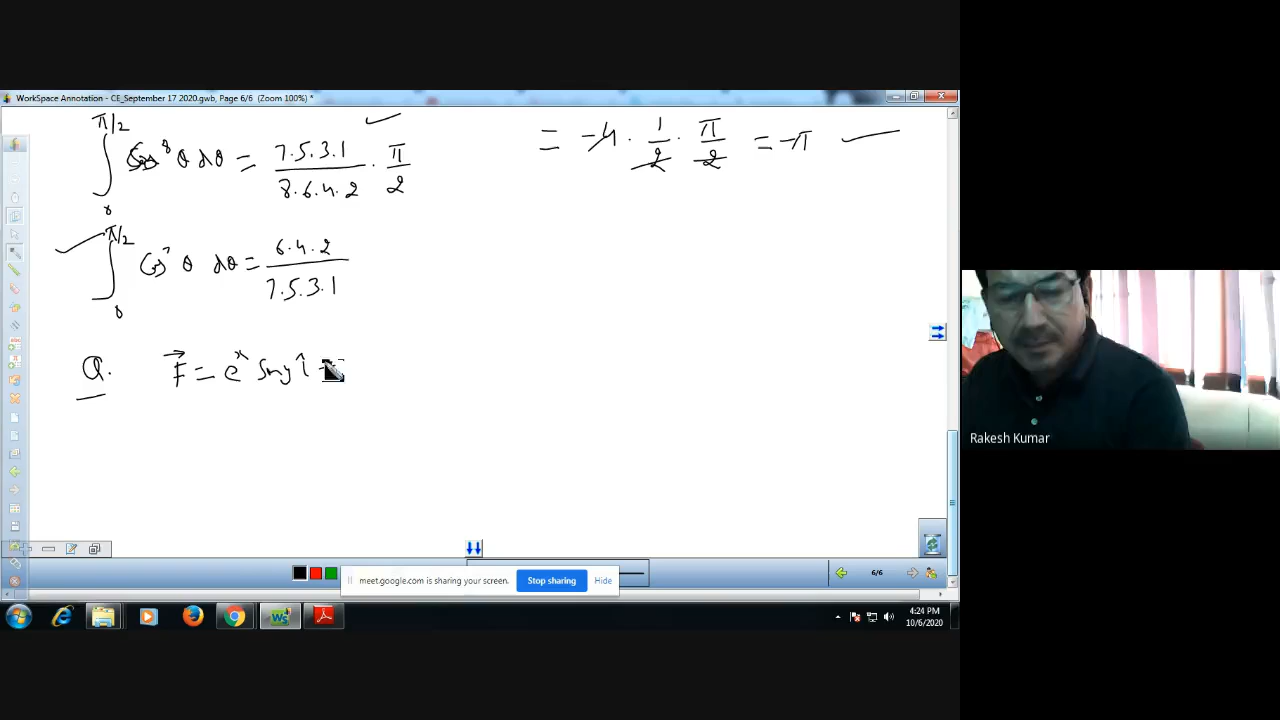 WorkSpace Annotation - CE_September 17 2020.gwb, Page 6/6 (Zoom 100%) *
∫₀^{π/2} Cos⁸ θ dθ = 7.5.3.1 / 8.6.4.2 · π/2
= -4 · 1/2 · π/2 = -π
∫₀^{π/2} Cos⁷ θ dθ = 6.4.2 / 7.5.3.1
Q. F⃗ = eˣ Siny î
Rakesh Kumar
6/6
meet.google.com is sharing your screen.
Stop sharing
Hide
4:24 PM
10/6/2020